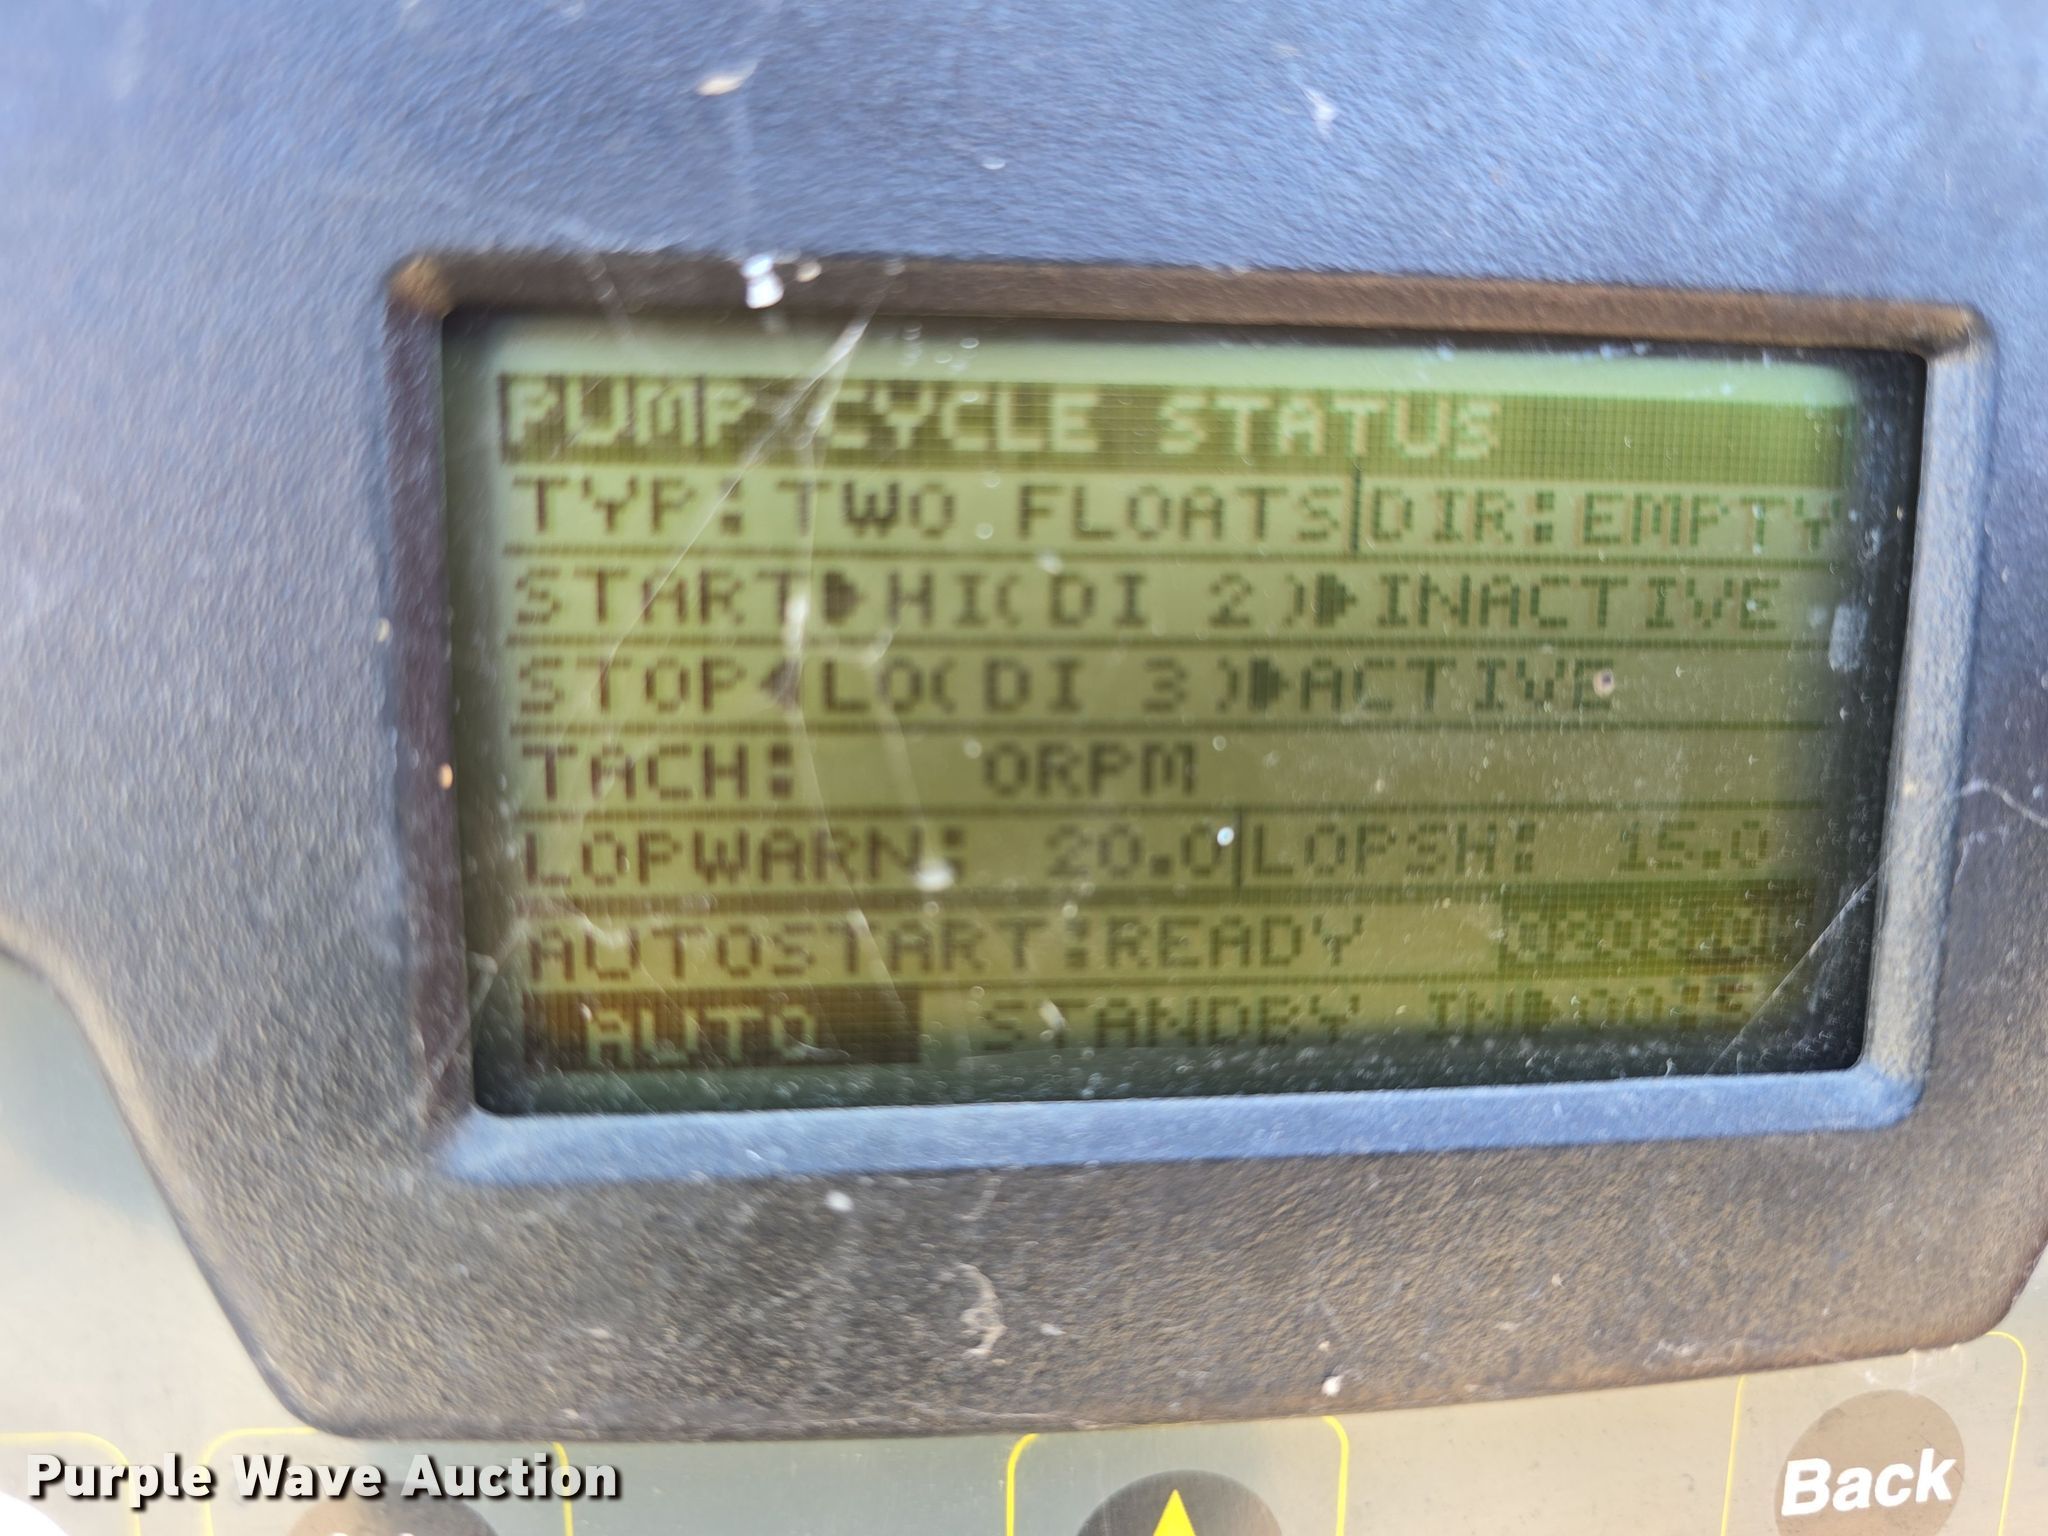 PUMP CYCLE STATUS
TYP:TWO FLOATS|DIR:EMPTY
START▶HI(DI 2)▶INACTIVE
STOP◀LO(DI 3)▶ACTIVE
TACH: 0RPM
LOPWARN: 20.0|LOPSH: 15.0
AUTOSTART:READY
AUTO STANDBY IN▶
Back
Purple Wave Auction